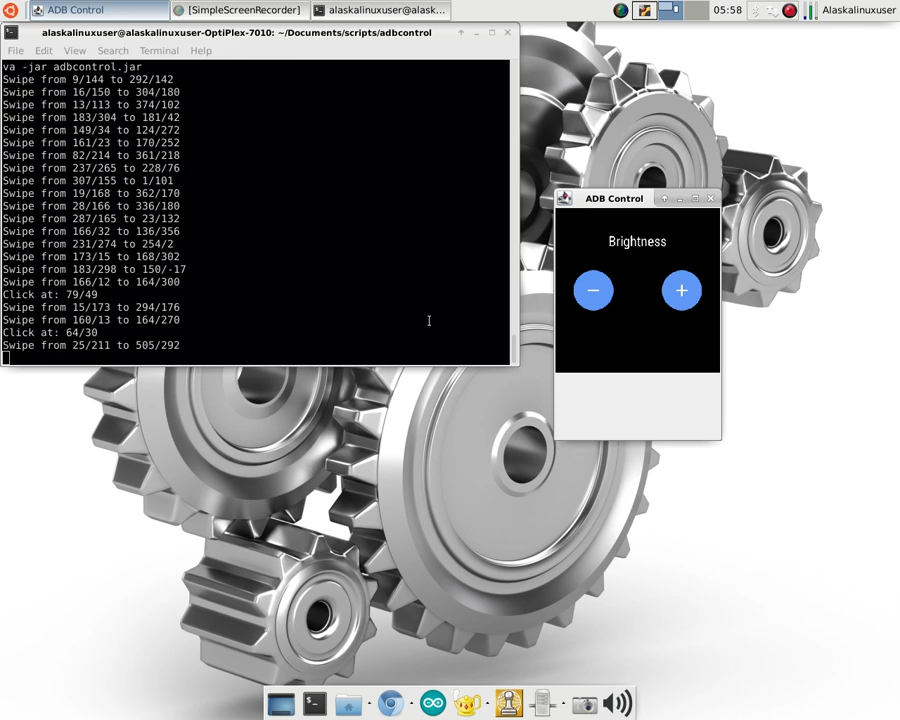 ADB Control
[SimpleScreenRecorder]
alaskalinuxuser@alask...
05:58
Alaskalinuxuser
alaskalinuxuser@alaskalinuxuser-OptiPlex-7010: ~/Documents/scripts/adbcontrol
File Edit View Search Terminal Help
va -jar adbcontrol.jar
Swipe from 9/144 to 292/142
Swipe from 16/150 to 304/180
Swipe from 13/113 to 374/102
Swipe from 183/304 to 181/42
Swipe from 149/34 to 124/272
Swipe from 161/23 to 170/252
Swipe from 82/214 to 361/218
Swipe from 237/265 to 228/76
Swipe from 307/155 to 1/101
Swipe from 19/168 to 362/170
Swipe from 28/166 to 336/180
Swipe from 287/165 to 23/132
Swipe from 166/32 to 136/356
Swipe from 231/274 to 254/2
Swipe from 173/15 to 168/302
Swipe from 183/298 to 150/-17
Swipe from 166/12 to 164/300
Click at: 79/49
Swipe from 15/173 to 294/176
Swipe from 160/13 to 164/270
Click at: 64/30
Swipe from 25/211 to 505/292
ADB Control
Brightness
− +